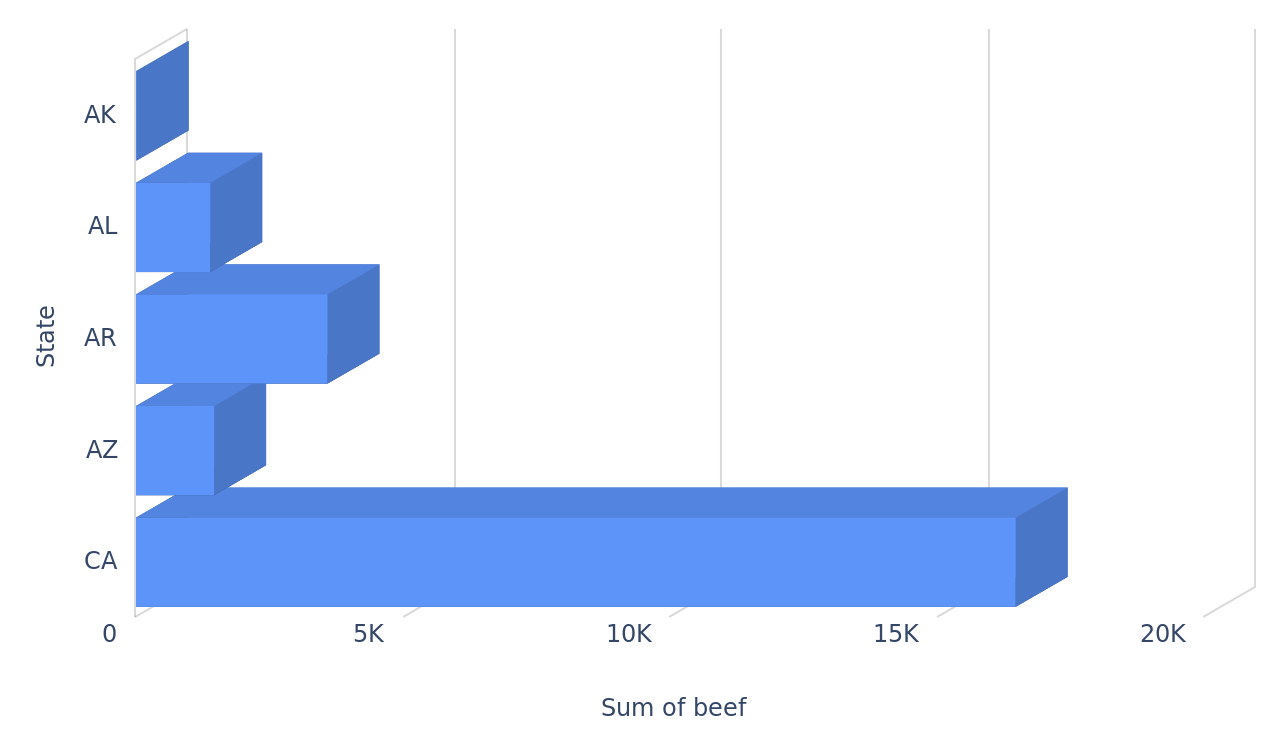 AK
AL
AR
AZ
CA
State
0
5K
10K
15K
20K
Sum of beef